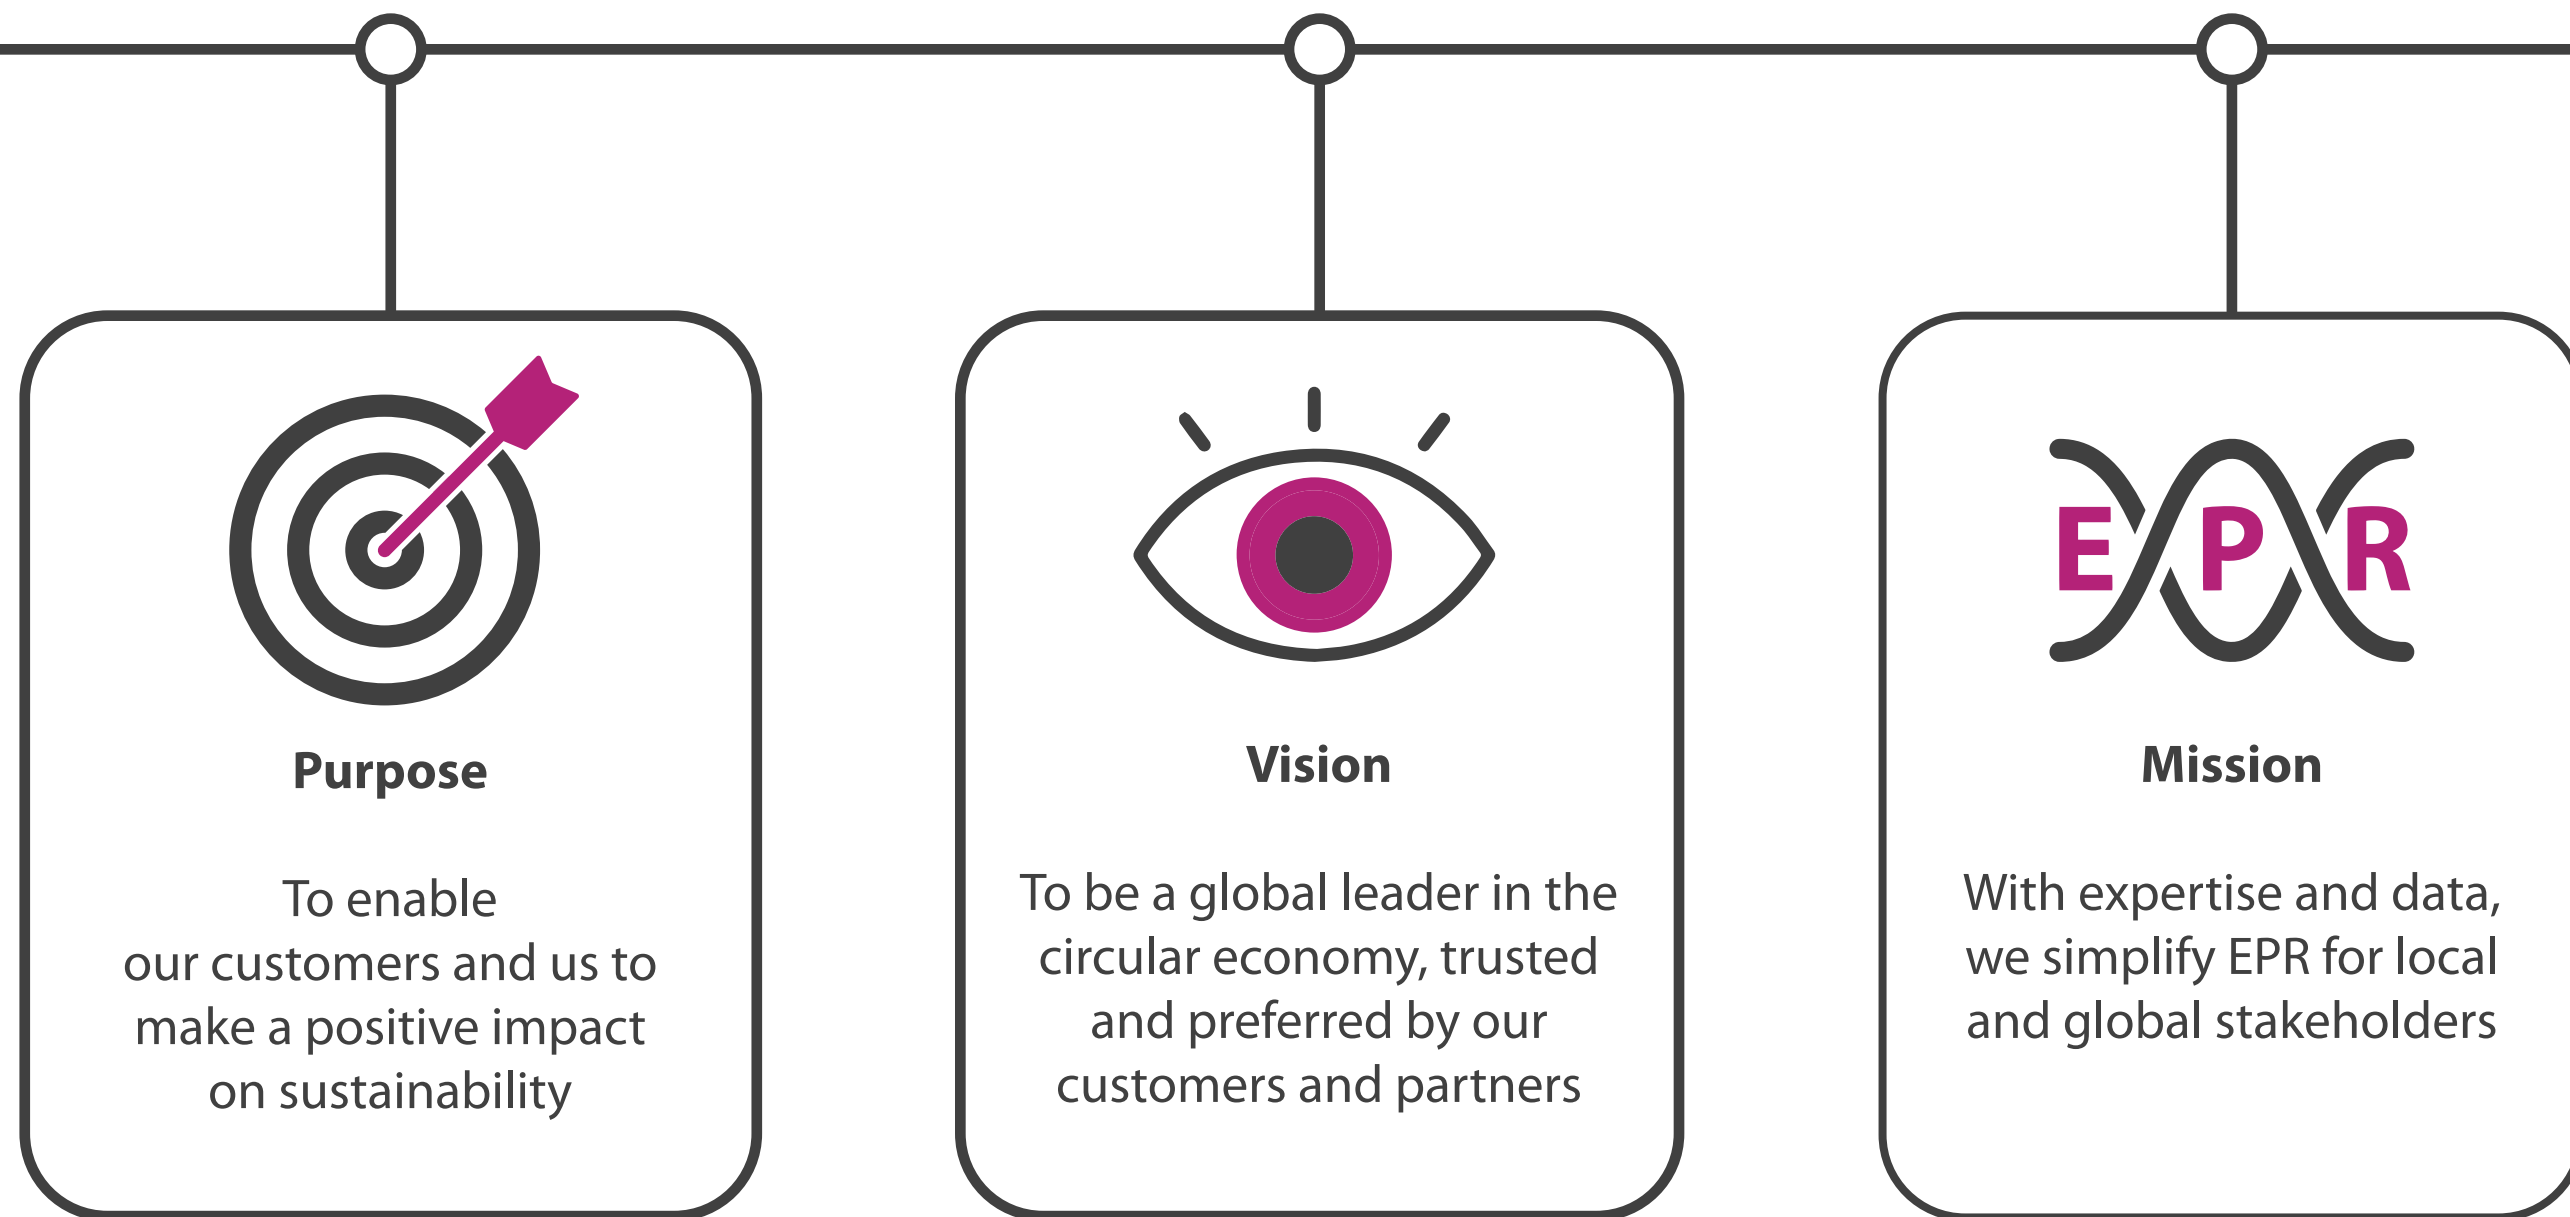 Purpose
To enable
our customers and us to
make a positive impact
on sustainability
Vision
To be a global leader in the
circular economy, trusted
and preferred by our
customers and partners
E P R
Mission
With expertise and data,
we simplify EPR for local
and global stakeholders